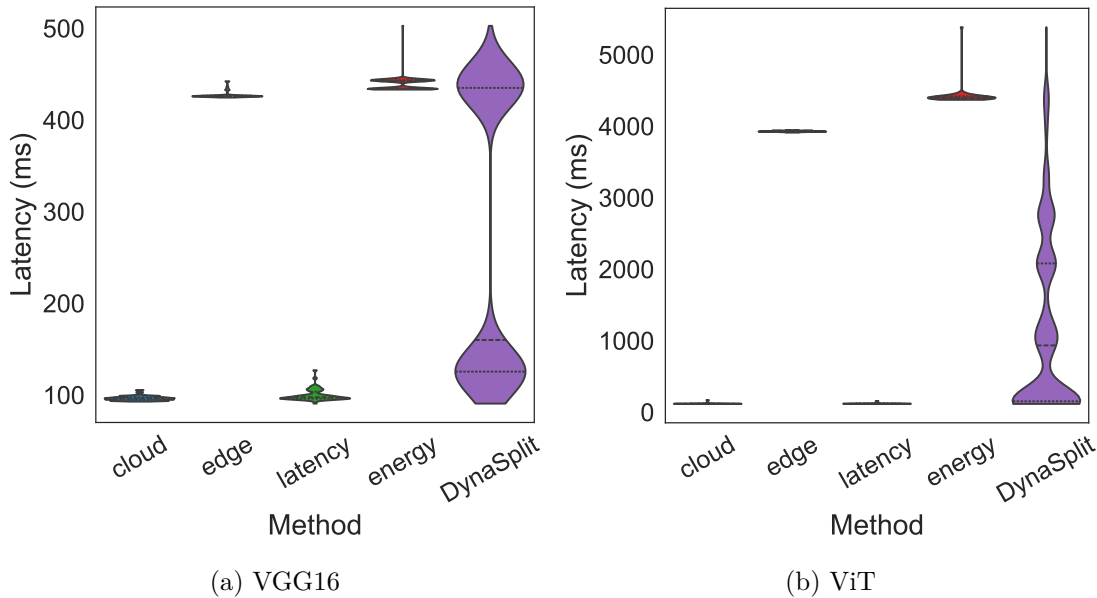 500
400
300
200
100
Latency (ms)
cloud
edge
latency
energy
DynaSplit
Method
(a) VGG16
5000
4000
3000
2000
1000
0
Latency (ms)
cloud
edge
latency
energy
DynaSplit
Method
(b) ViT